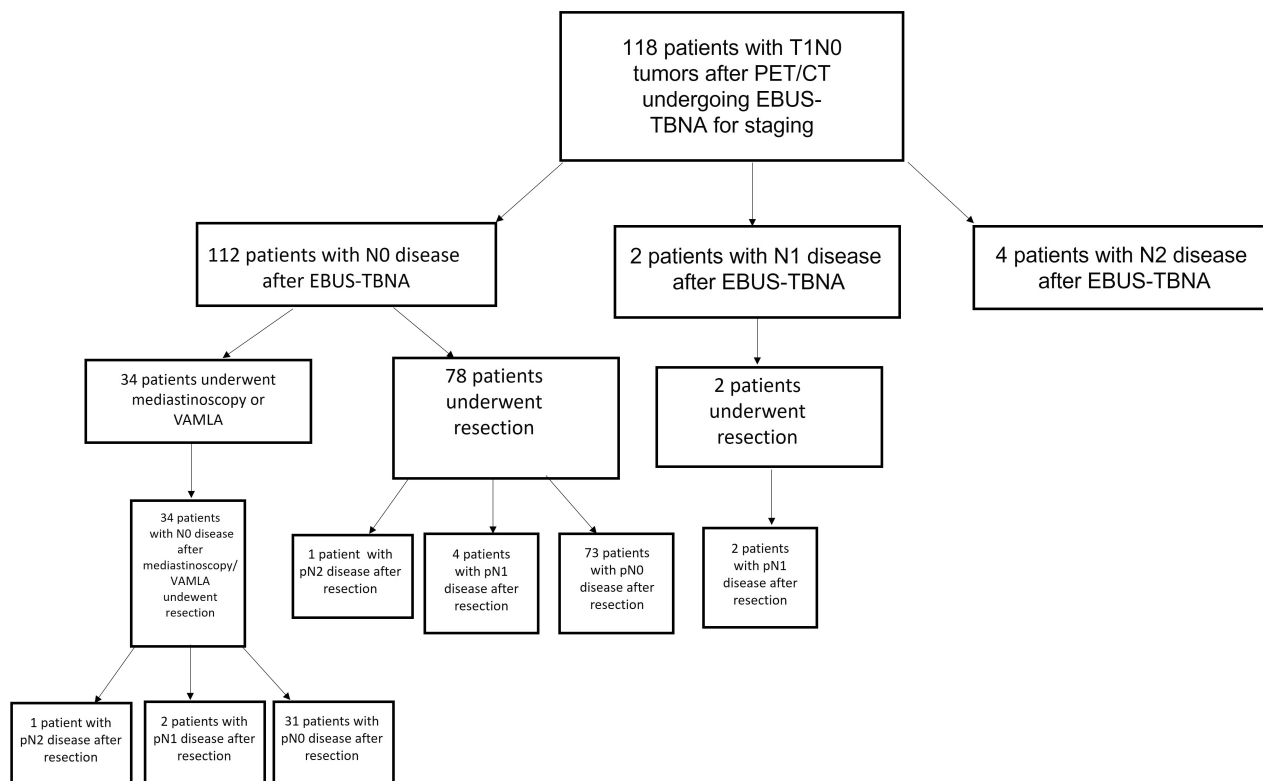 118 patients with T1N0
tumors after PET/CT
undergoing EBUS-
TBNA for staging
112 patients with N0 disease
after EBUS-TBNA
2 patients with N1 disease
after EBUS-TBNA
4 patients with N2 disease
after EBUS-TBNA
34 patients underwent
mediastinoscopy or
VAMLA
78 patients
underwent
resection
2 patients
underwent
resection
34 patients
with N0 disease
after
mediastinoscopy/
VAMLA
undewent
resection
1 patient with
pN2 disease after
resection
4 patients
with pN1
disease after
resection
73 patients
with pN0
disease after
resection
2 patients
with pN1
disease after
resection
1 patient with
pN2 disease after
resection
2 patients with
pN1 disease after
resection
31 patients with
pN0 disease after
resection